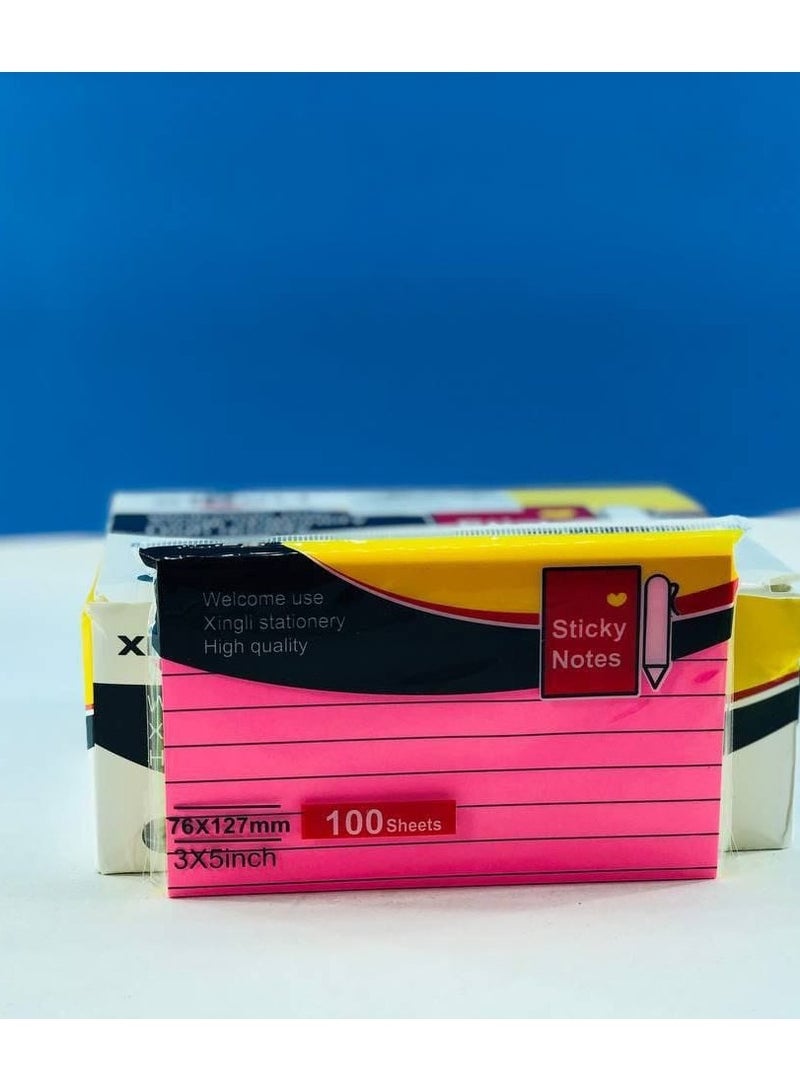 Welcome use
Xingli stationery
High quality
Sticky
Notes
X
76X127mm
3X5inch
100 Sheets